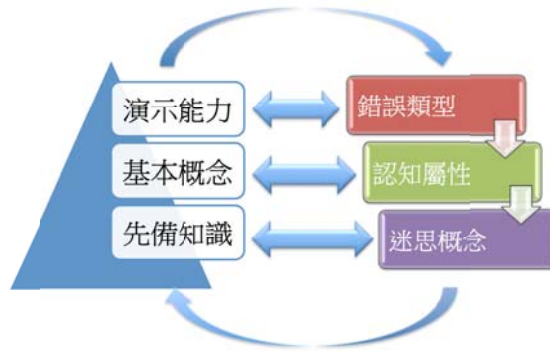 演示能力
錯誤類型
基本概念
認知屬性
先備知識
迷思概念